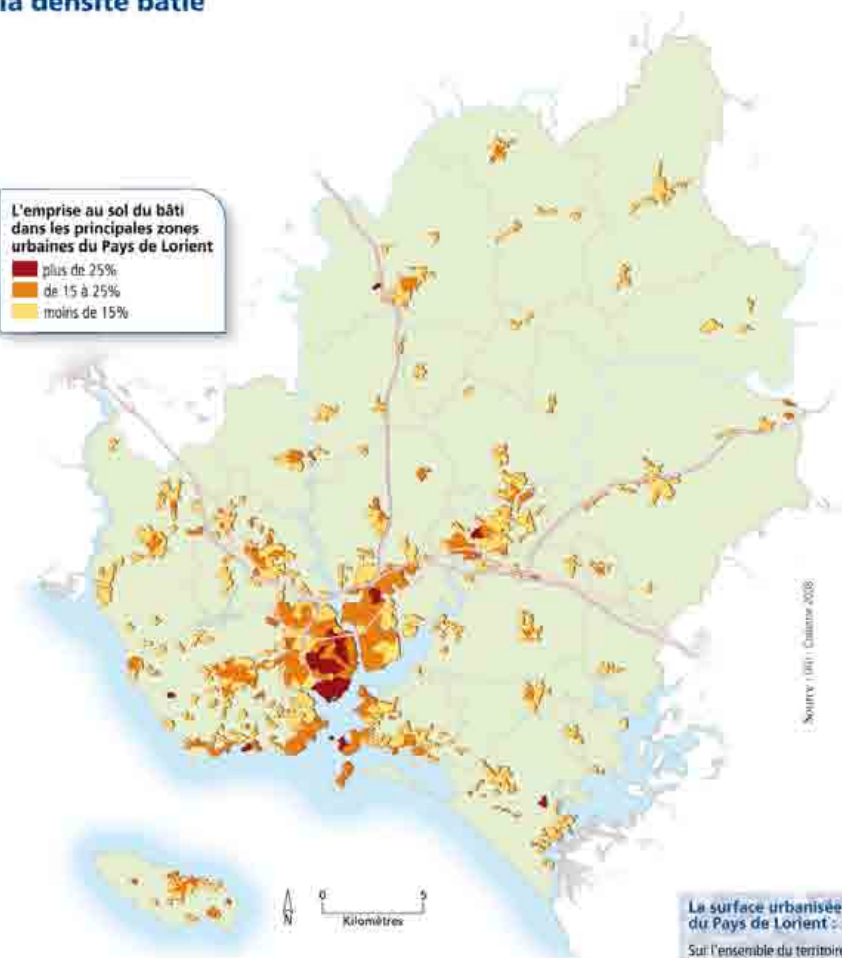 la densité bâtie
L'emprise au sol du bâti
dans les principales zones
urbaines du Pays de Lorient
plus de 25%
de 15 à 25%
moins de 15%
Source : DGI : Cadastre 2008
N
0 5
Kilomètres
La surface urbanisée
du Pays de Lorient :
Sur l'ensemble du territoire